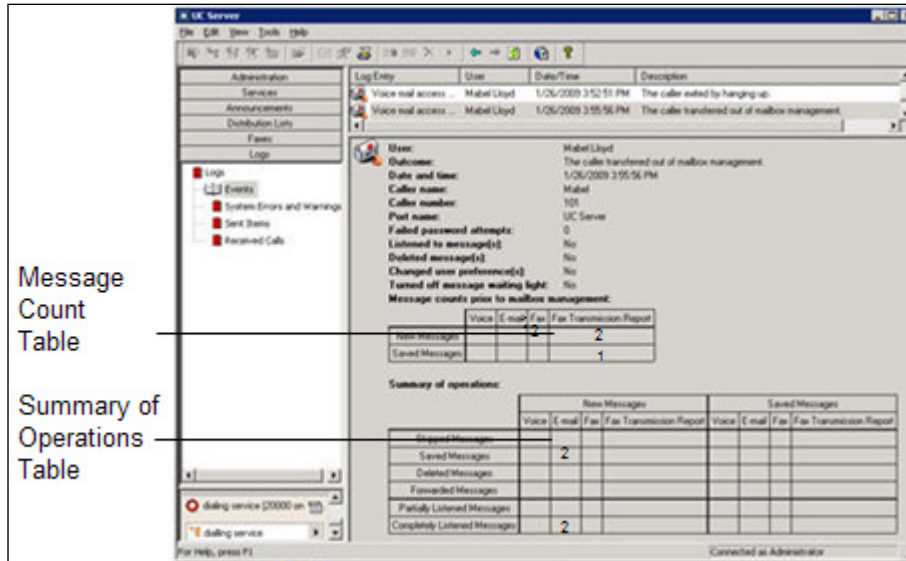 UC Server
File Edit View Tools Help
Administration
Services
Announcements
Distribution Lists
Faxes
Logs
Logs
Events
System Errors and Warnings
Sent Items
Received Calls
dialing service [20000 on
dialling service
Log Entry User Date/Time Description
Voice mail access ... Mabel Lloyd 1/26/2009 3:52:51 PM The caller exited by hanging up.
Voice mail access ... Mabel Lloyd 1/26/2009 3:55:56 PM The caller transferred out of mailbox management.
User: Mabel Lloyd
Outcome: The caller transferred out of mailbox management.
Date and time: 1/26/2009 3:55:56 PM
Caller name: Mabel
Caller number: 101
Port name: UC Server
Failed password attempts: 0
Listened to message(s): No
Deleted message(s): No
Changed user preference(s): No
Turned off message waiting light: No
Message counts prior to mailbox management:
Voice E-mail Fax Fax Transmission Report
New Messages 2
Saved Messages 1
Summary of operations:
New Messages Saved Messages
Voice E-mail Fax Fax Transmission Report Voice E-mail Fax Fax Transmission Report
Skipped Messages
Saved Messages 2
Deleted Messages
Forwarded Messages
Partially Listened Messages
Completely Listened Messages 2
For Help, press F1 Connected as Administrator
Message
Count
Table
Summary of
Operations
Table